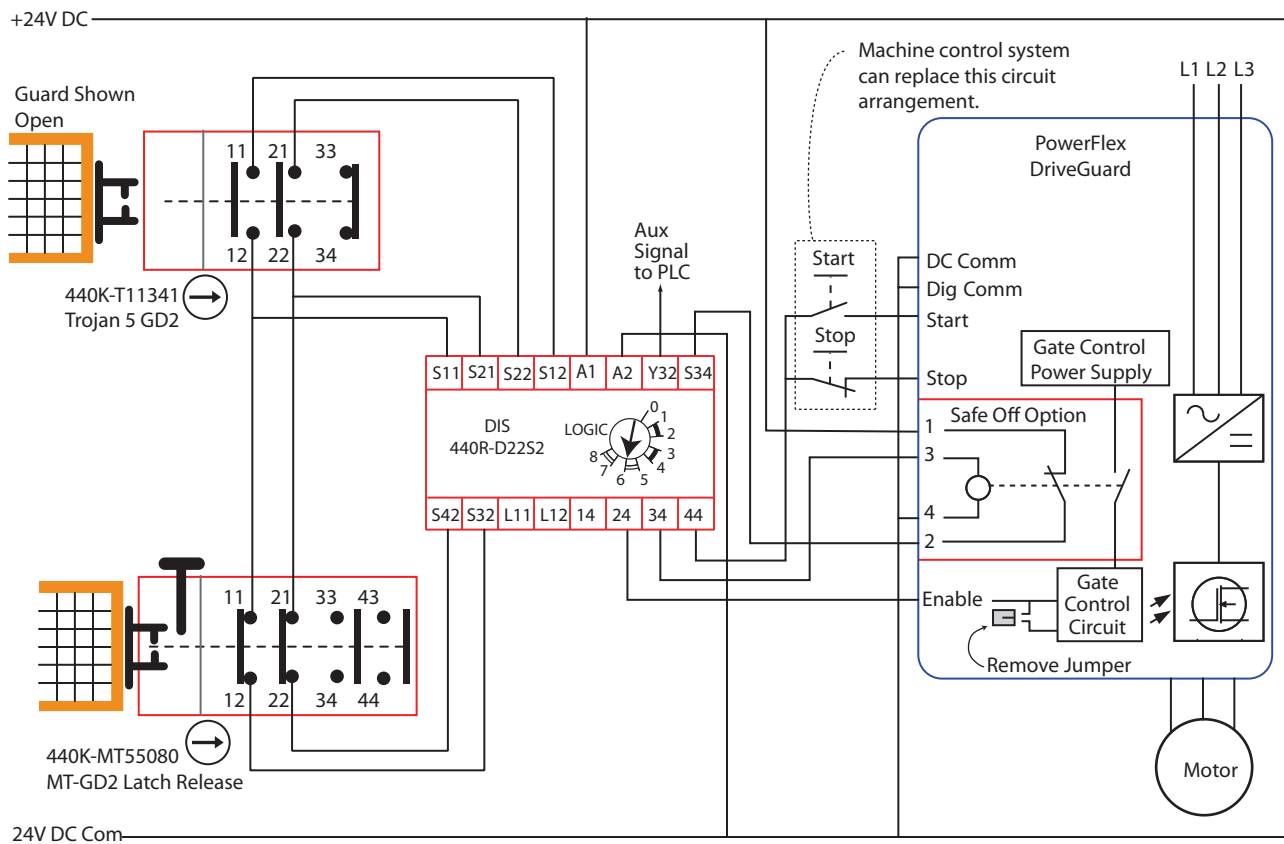 +24V DC
Guard Shown
Open
11 21 33
12 22 34
440K-T11341
Trojan 5 GD2
Machine control system
can replace this circuit
arrangement.
L1 L2 L3
PowerFlex
DriveGuard
Aux
Signal
to PLC
Start
Stop
DC Comm
Dig Comm
Start
Stop
Gate Control
Power Supply
S11 S21 S22 S12 A1 A2 Y32 S34
DIS
440R-D22S2
LOGIC
0
1
2
3
4
5
6
7
8
S42 S32 L11 L12 14 24 34 44
Safe Off Option
1
3
4
2
Enable
Gate
Control
Circuit
Remove Jumper
11 21 33 43
12 22 34 44
440K-MT55080
MT-GD2 Latch Release
Motor
24V DC Com